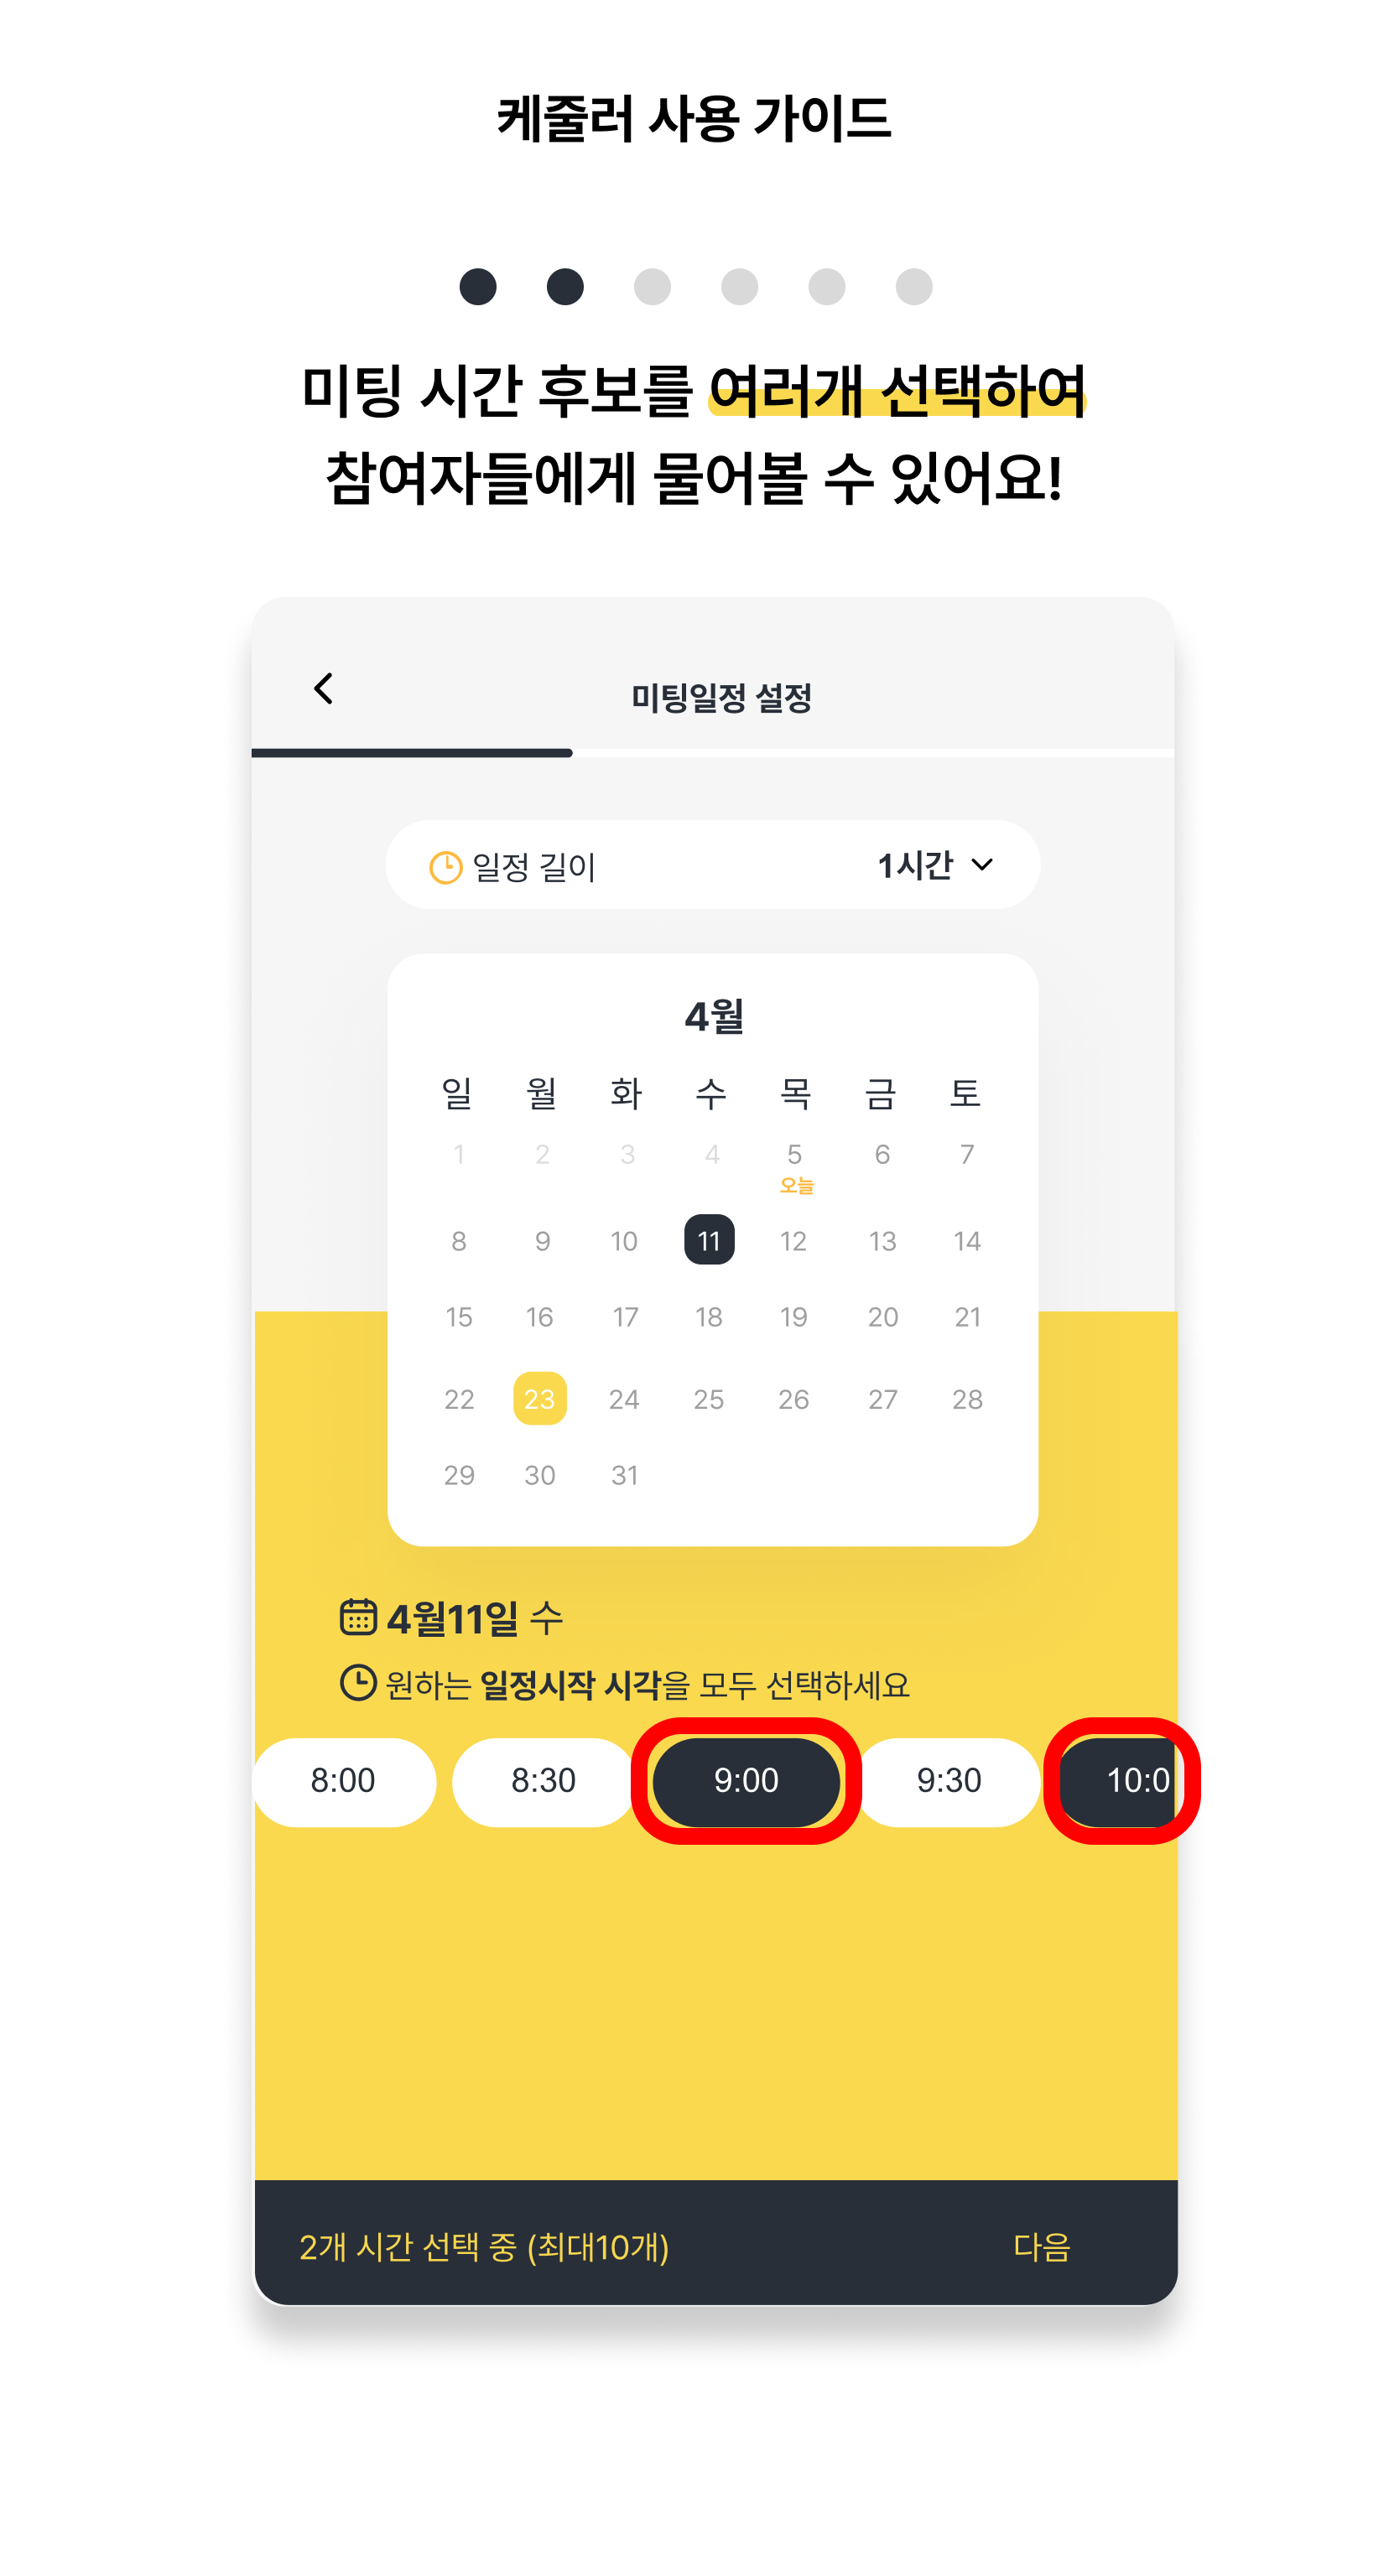 케줄러 사용 가이드
미팅 시간 후보를 여러개 선택하여
참여자들에게 물어볼 수 있어요!
미팅일정 설정
일정 길이 1시간
4월
일 월 화 수 목 금 토
1 2 3 4 5 6 7
오늘
8 9 10 11 12 13 14
15 16 17 18 19 20 21
22 23 24 25 26 27 28
29 30 31
4월11일 수
원하는 일정시작 시각을 모두 선택하세요
8:00 8:30 9:00 9:30 10:0
2개 시간 선택 중 (최대10개) 다음